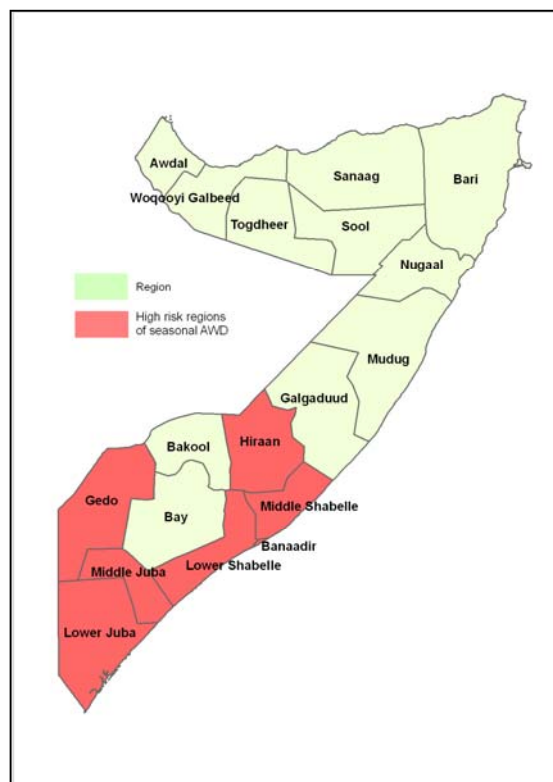 Awdal
Sanaag
Bari
Woqooyi Galbeed
Togdheer
Sool
Nugaal
Region
High risk regions
of seasonal AWD
Mudug
Galgaduud
Hiraan
Bakool
Gedo
Middle Shabelle
Bay
Banaadir
Lower Shabelle
Middle Juba
Lower Juba